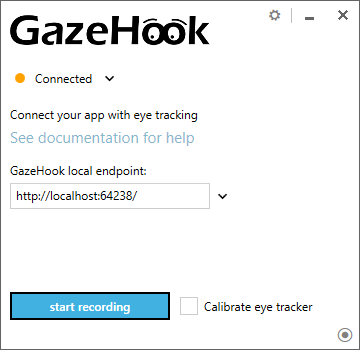 GazeHook
Connected
Connect your app with eye tracking
See documentation for help
GazeHook local endpoint:
http://localhost:64238/
start recording
Calibrate eye tracker